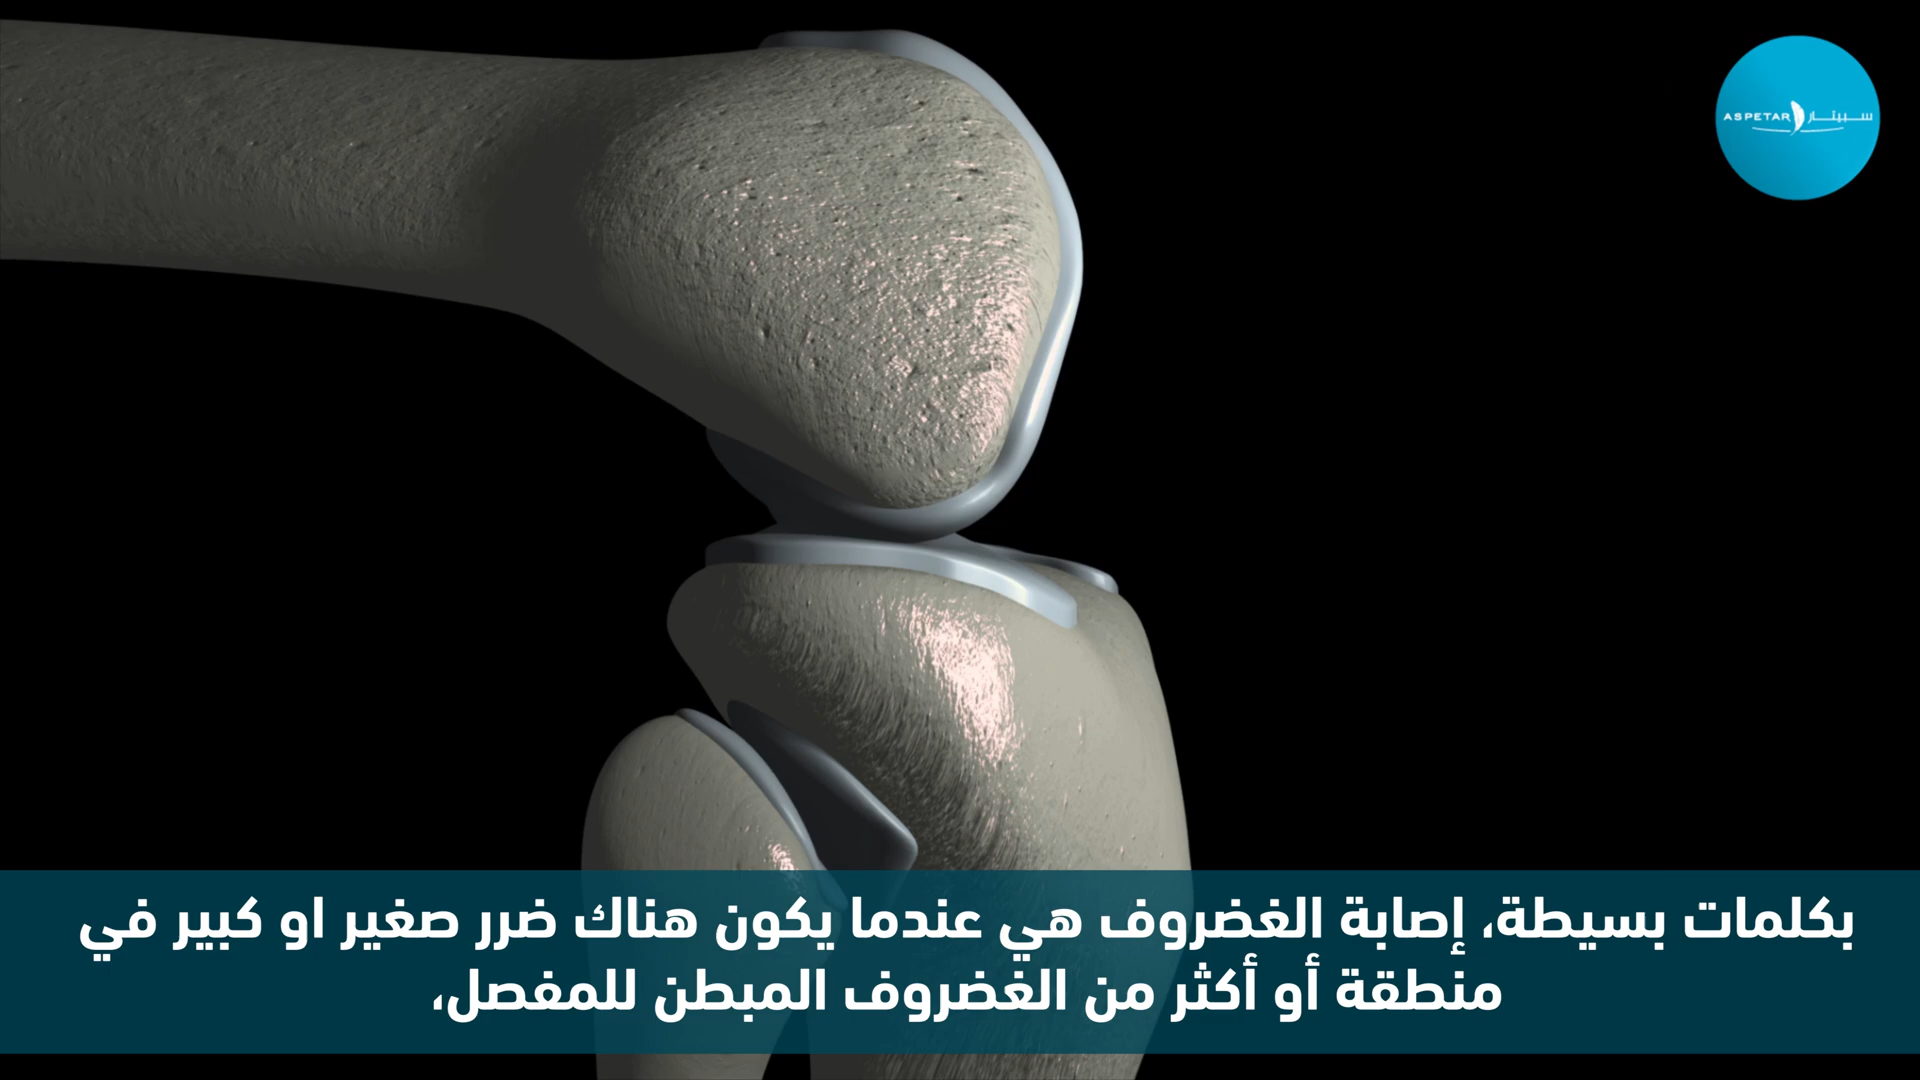 ASPETAR سبيتار
بكلمات بسيطة، إصابة الغضروف هي عندما يكون هناك ضرر صغير او كبير في
منطقة أو أكثر من الغضروف المبطن للمفصل،